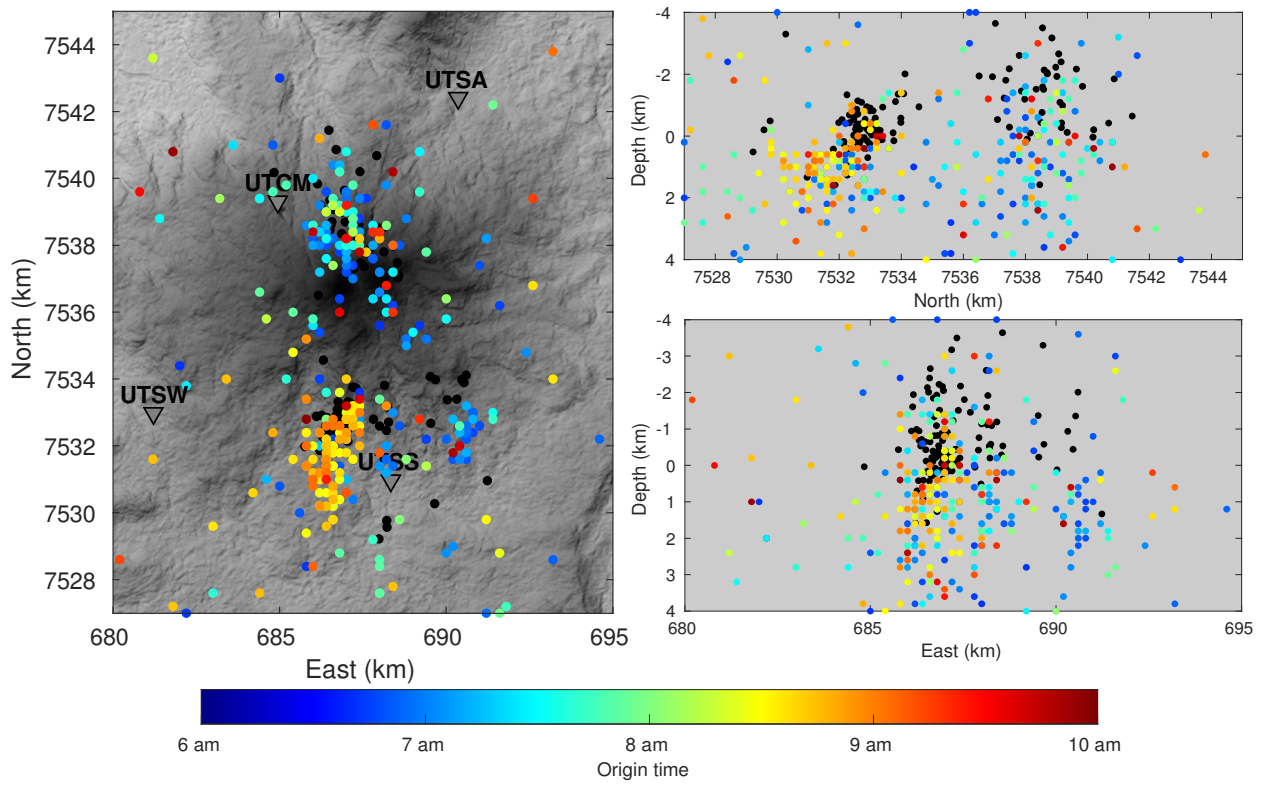 7544
7542
7540
7538
7536
7534
7532
7530
7528
North (km)
UTSA
UTCM
UTSW
UTSS
680
685
690
695
East (km)
-4
-2
0
2
4
Depth (km)
7528
7530
7532
7534
7536
7538
7540
7542
7544
North (km)
-4
-3
-2
-1
0
1
2
3
4
Depth (km)
680
685
690
695
East (km)
6 am
7 am
8 am
9 am
10 am
Origin time